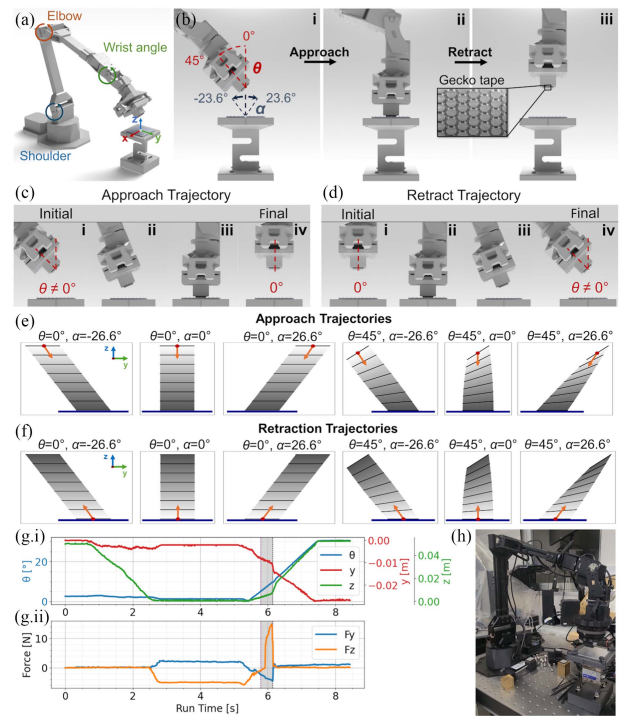 (a)
Elbow
Wrist angle
Shoulder
z
x
y
(b)
i
0°
45°
θ
-23.6°
23.6°
α
Approach
ii
Retract
iii
Gecko tape
(c)
Approach Trajectory
Initial
i
ii
iii
Final
iv
θ ≠ 0°
0°
(d)
Retract Trajectory
Initial
i
ii
iii
Final
iv
0°
θ ≠ 0°
(e)
Approach Trajectories
θ=0°, α=-26.6°
θ=0°, α=0°
θ=0°, α=26.6°
θ=45°, α=-26.6°
θ=45°, α=0°
θ=45°, α=26.6°
z
y
(f)
Retraction Trajectories
θ=0°, α=-26.6°
θ=0°, α=0°
θ=0°, α=26.6°
θ=45°, α=-26.6°
θ=45°, α=0°
θ=45°, α=26.6°
z
y
(g.i)
θ [°]
20
0
θ
y
z
0.00
-0.01
-0.02
y [m]
0.04
0.02
0.00
z [m]
0 2 4 6 8
(g.ii)
Force [N]
10
0
Fy
Fz
0 2 4 6 8
Run Time [s]
(h)